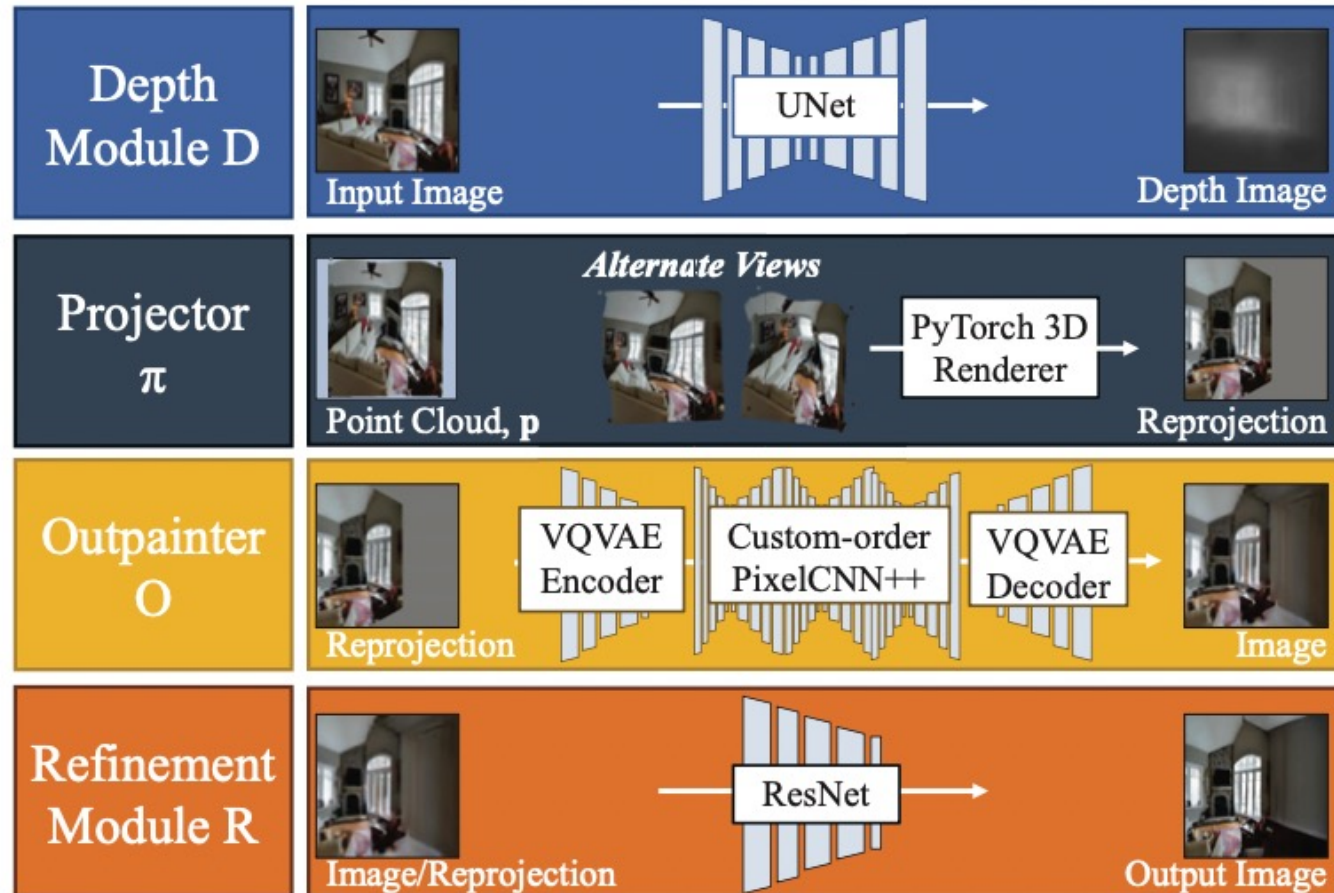 Depth
Module D
Input Image
UNet
Depth Image
Projector
π
Alternate Views
Point Cloud, p
PyTorch 3D
Renderer
Reprojection
Outpainter
O
Reprojection
VQVAE
Encoder
Custom-order
PixelCNN++
VQVAE
Decoder
Image
Refinement
Module R
Image/Reprojection
ResNet
Output Image